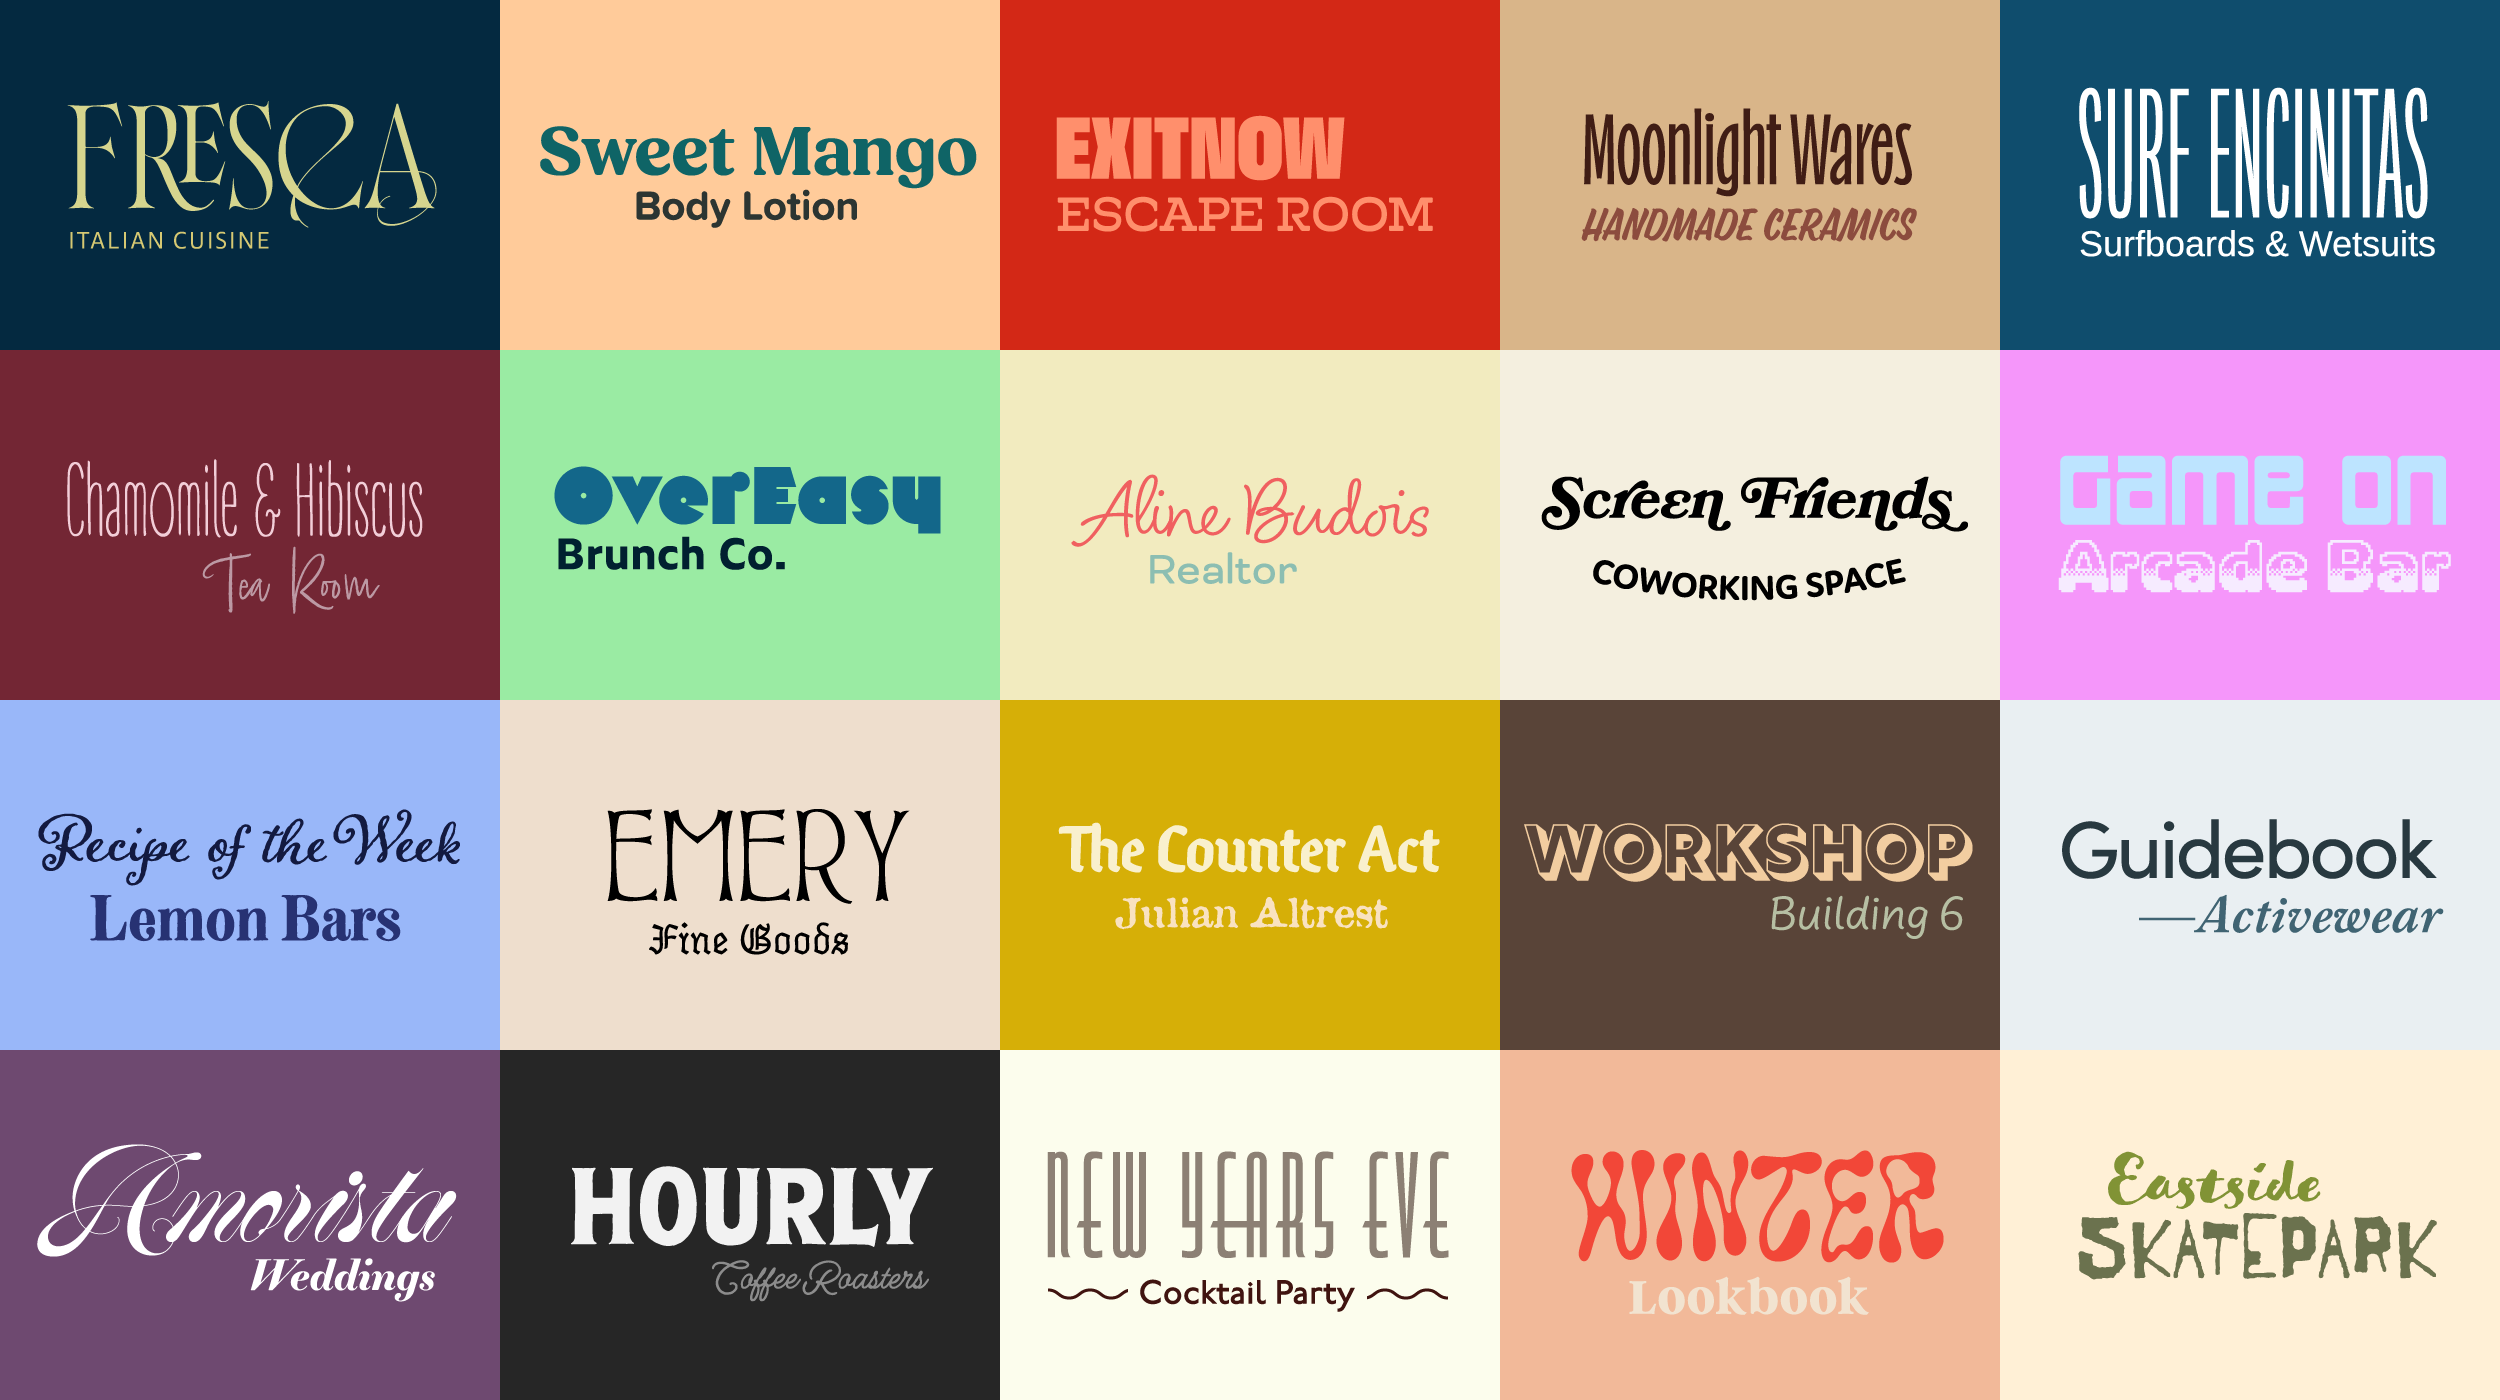 FRESCA
ITALIAN CUISINE
Sweet Mango
Body Lotion
EXITNOW
ESCAPE ROOM
Moonlight Wares
HANDMADE CERAMICS
SURF ENCINITAS
Surfboards & Wetsuits
Chamomile & Hibiscus
Tea Room
OverEasy
Brunch Co.
Aline Budois
Realtor
Screen Friends
COWORKING SPACE
Game on
Arcade Bar
Recipe of the Week
Lemon Bars
EMERY
Fine Goods
The Counter Act
Julian Altrest
WORKSHOP
Building 6
Guidebook
—Activewear
Amorista
Weddings
HOURLY
Coffee Roasters
NEW YEARS EVE
Cocktail Party
WINTER
Lookbook
Eastside
SKATEPARK